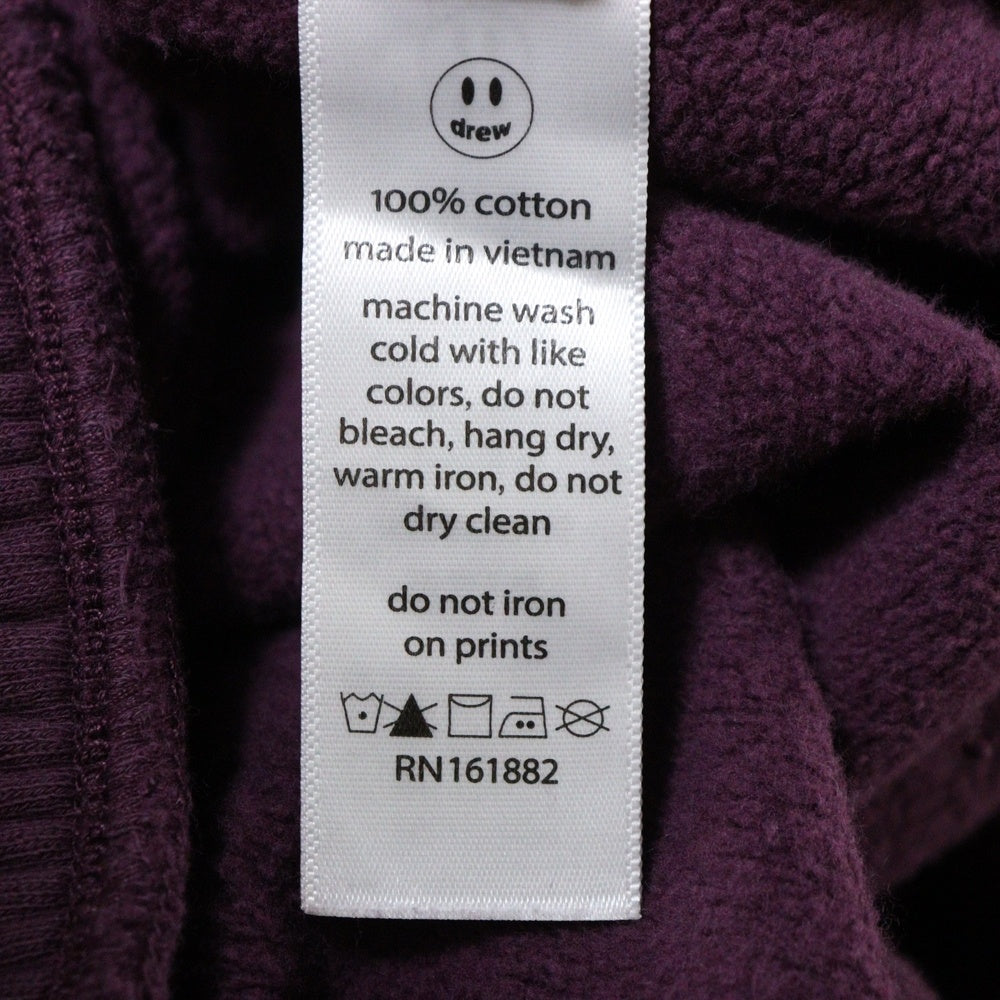 drew
100% cotton
made in vietnam
machine wash
cold with like
colors, do not
bleach, hang dry,
warm iron, do not
dry clean
do not iron
on prints
RN161882